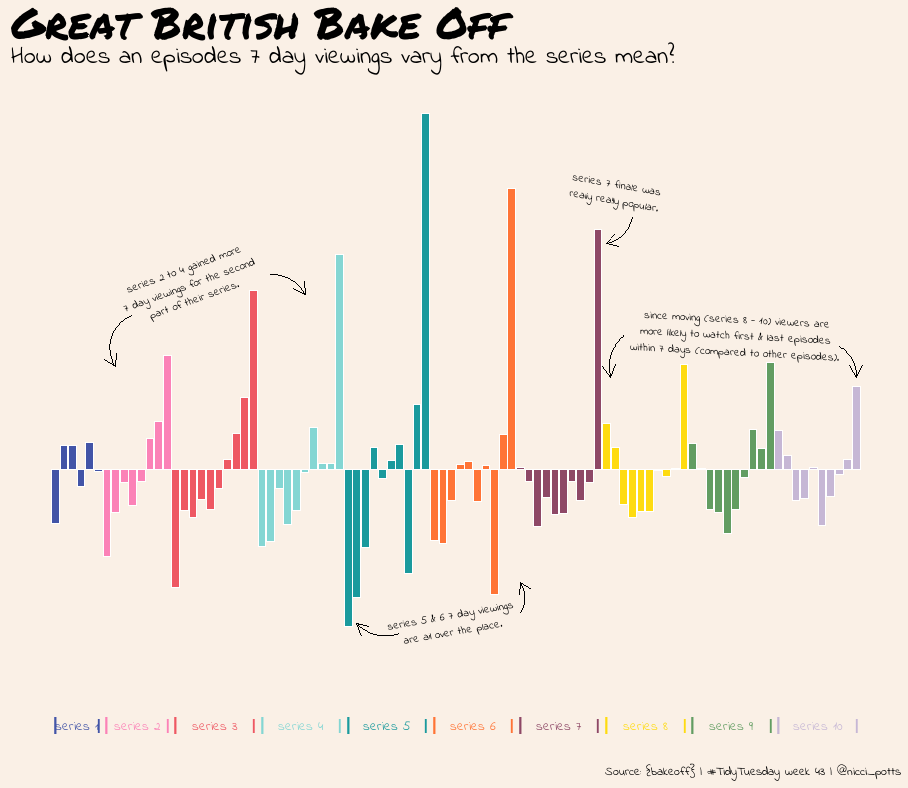 Great British Bake Off
How does an episodes 7 day viewings vary from the series mean?
series 7 finale was
really really popular.
series 2 to 4 gained more
7 day viewings for the second
part of their series.
since moving (series 8 - 10) viewers are
more likely to watch first & last episodes
within 7 days (compared to other episodes).
series 5 & 6 7 day viewings
are all over the place.
series 1 series 2 series 3 series 4 series 5 series 6 series 7 series 8 series 9 series 10
Source: {bakeoff} | #TidyTuesday week 43 | @nicci_potts